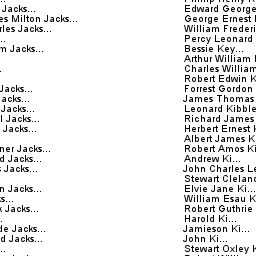 Jacks...
Edward George
es Milton Jacks...
George Ernest
rles Jacks...
William Frederi
...
Percy Leonard
m Jacks...
Bessie Key...
Arthur William
Charles William
Robert Edwin K
Jacks...
Forrest Gordon
acks...
James Thomas
Jacks...
Leonard Kibble
l Jacks...
Richard James
Jacks...
Herbert Ernest
Albert James K
ner Jacks...
Robert Amos Ki
d Jacks...
Andrew Ki...
Jacks...
John Charles Le
Stewart Cleland
n Jacks...
Elvie Jane Ki...
s...
William Esau K
Jacks...
Robert Guthrie
...
Harold Ki...
de Jacks...
Jamieson Ki...
d Jacks...
John Ki...
Stewart Oxley K